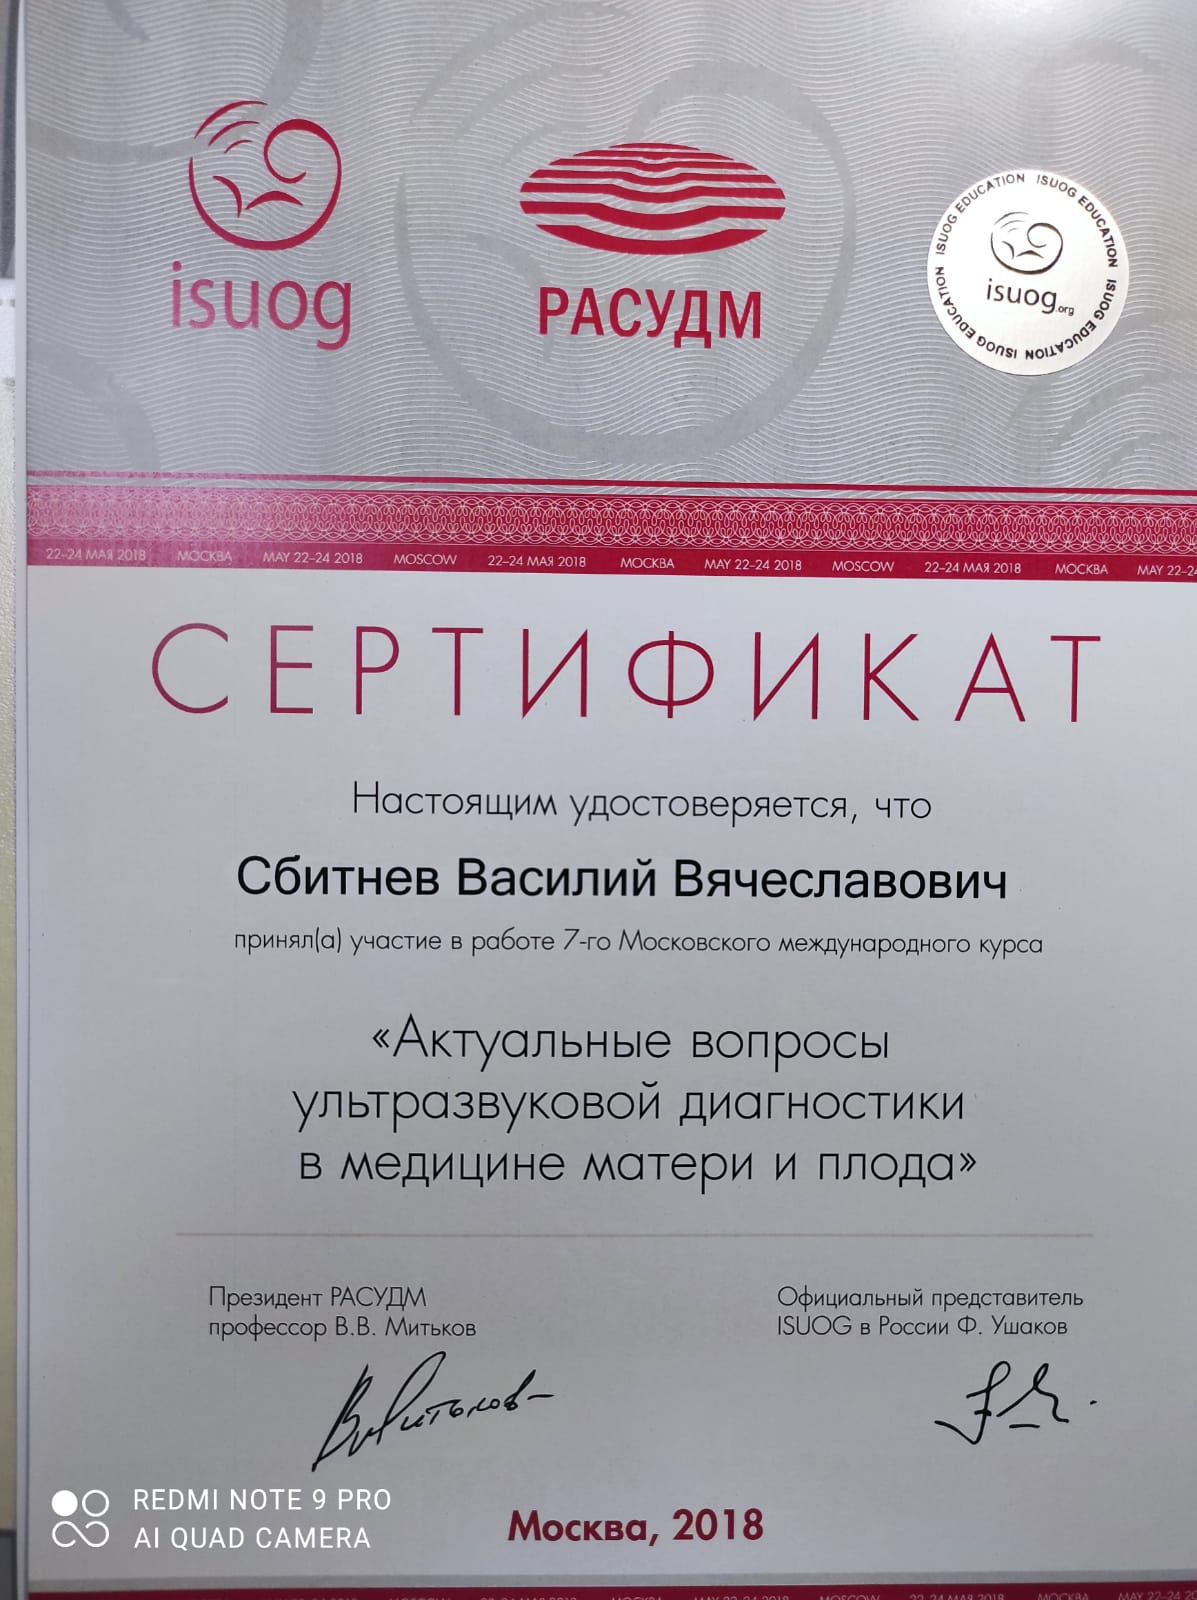 isuog
РАСУДМ
ISUOG EDUCATION ISUOG EDUCATION ISUOG EDUCATION ISUOG EDUCATION
isuog.org
22–24 МАЯ 2018 МОСКВА MAY 22–24 2018 MOSCOW 22–24 МАЯ 2018 МОСКВА MAY 22–24 2018 MOSCOW 22–24 МАЯ 2018 МОСКВА MAY 22–24
СЕРТИФИКАТ
Настоящим удостоверяется, что
Сбитнев Василий Вячеславович
принял(а) участие в работе 7-го Московского международного курса
«Актуальные вопросы
ультразвуковой диагностики
в медицине матери и плода»
Президент РАСУДМ
профессор В.В. Митьков
Официальный представитель
ISUOG в России Ф. Ушаков
REDMI NOTE 9 PRO
AI QUAD CAMERA
Москва, 2018